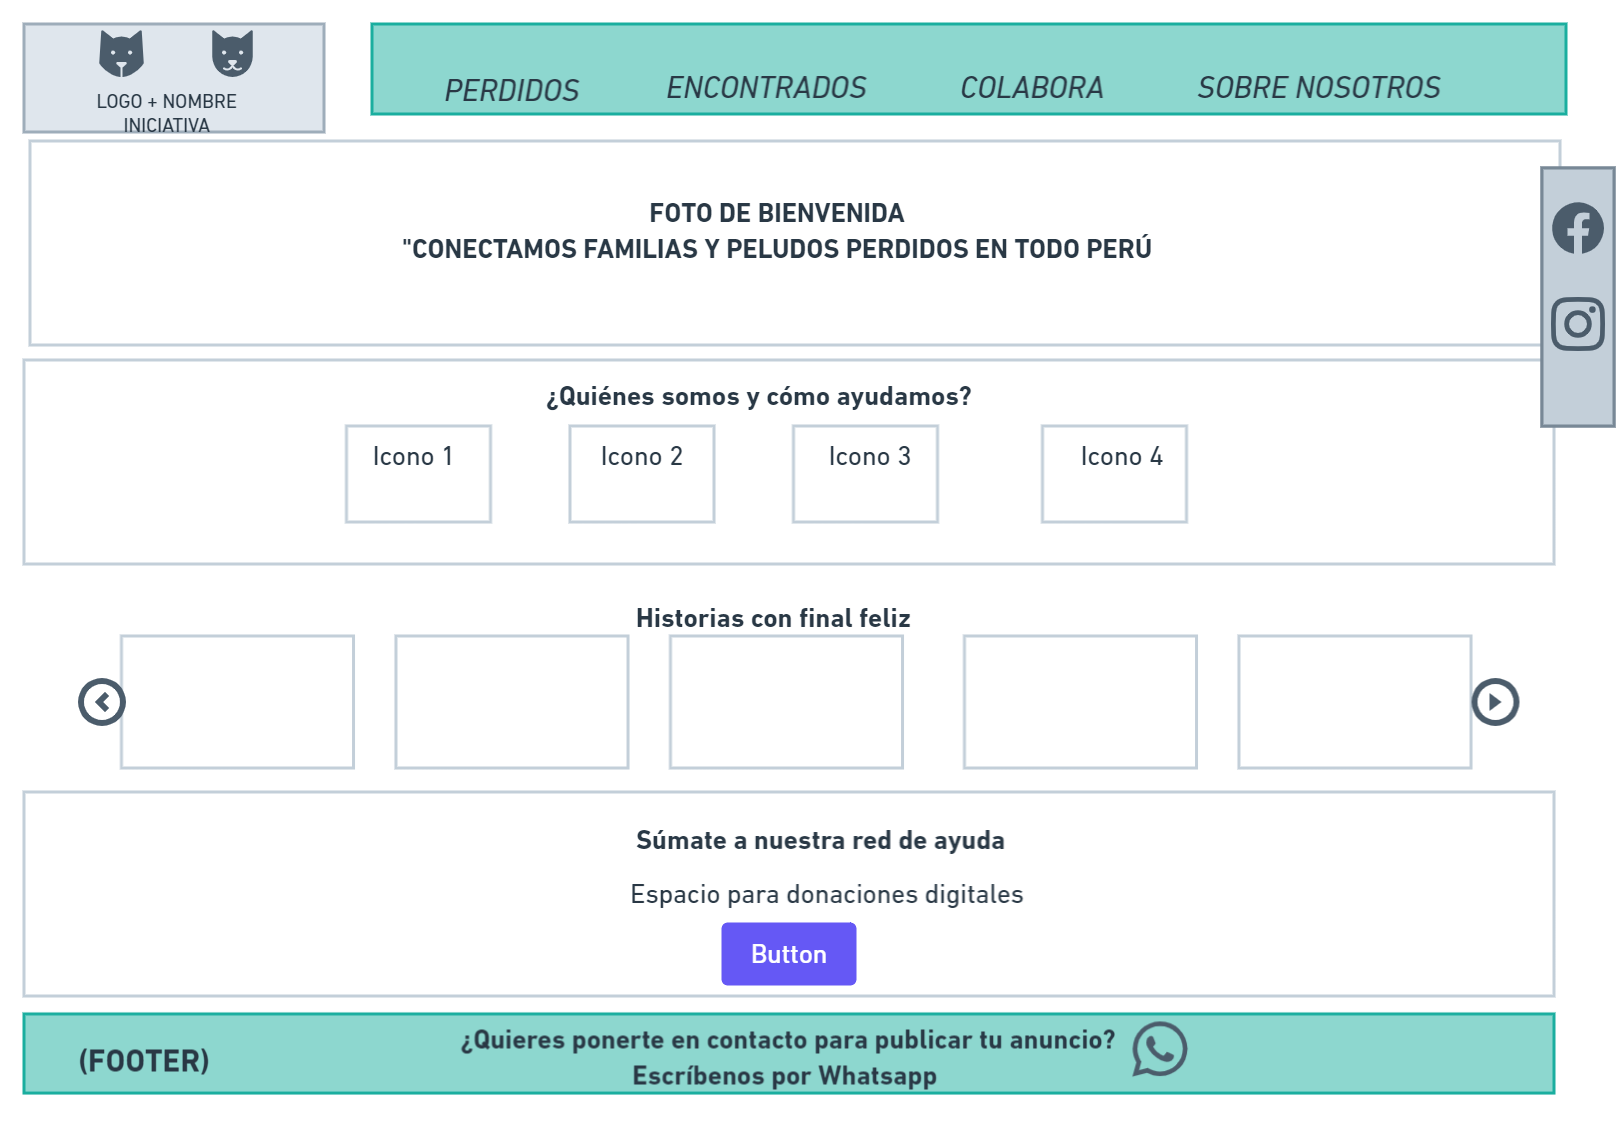 LOGO + NOMBRE
INICIATIVA
PERDIDOS
ENCONTRADOS
COLABORA
SOBRE NOSOTROS
FOTO DE BIENVENIDA
"CONECTAMOS FAMILIAS Y PELUDOS PERDIDOS EN TODO PERÚ
¿Quiénes somos y cómo ayudamos?
Icono 1
Icono 2
Icono 3
Icono 4
Historias con final feliz
Súmate a nuestra red de ayuda
Espacio para donaciones digitales
Button
(FOOTER)
¿Quieres ponerte en contacto para publicar tu anuncio?
Escríbenos por Whatsapp